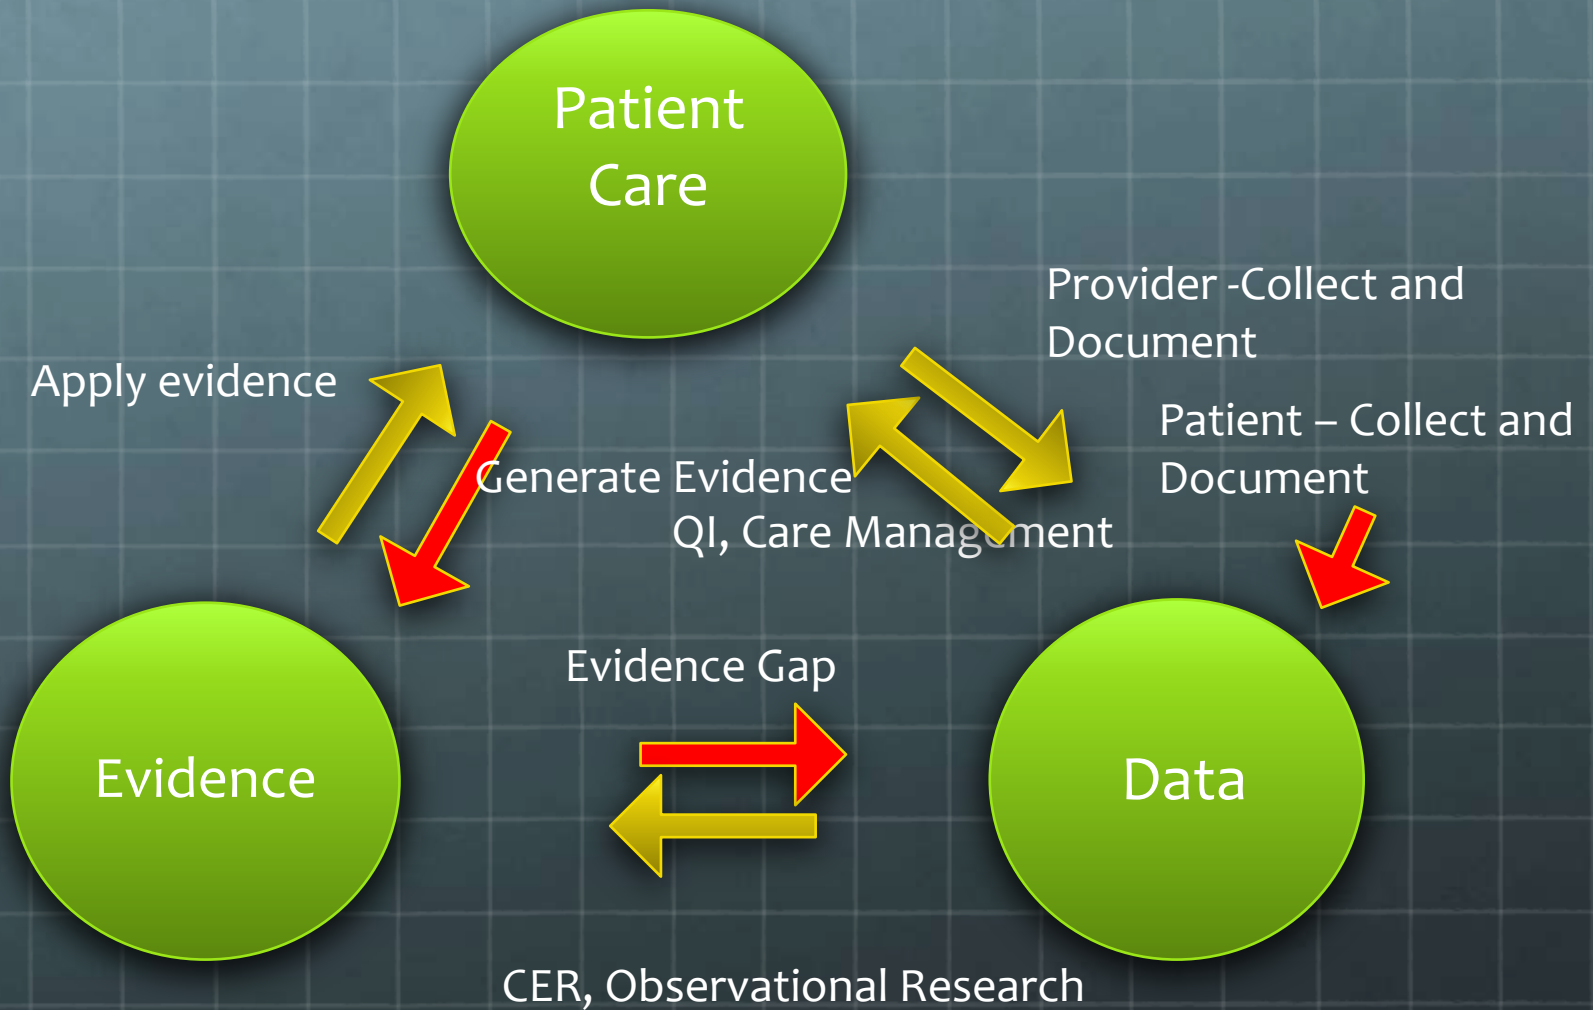 Patient
Care
Provider -Collect and
Document
Apply evidence
Patient – Collect and
Document
Generate Evidence
QI, Care Management
Evidence Gap
Evidence
Data
CER, Observational Research